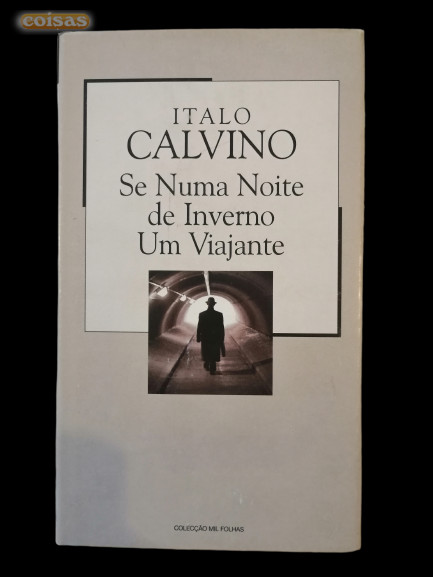 coisas
ITALO
CALVINO
Se Numa Noite
de Inverno
Um Viajante
COLECÇÃO MIL FOLHAS